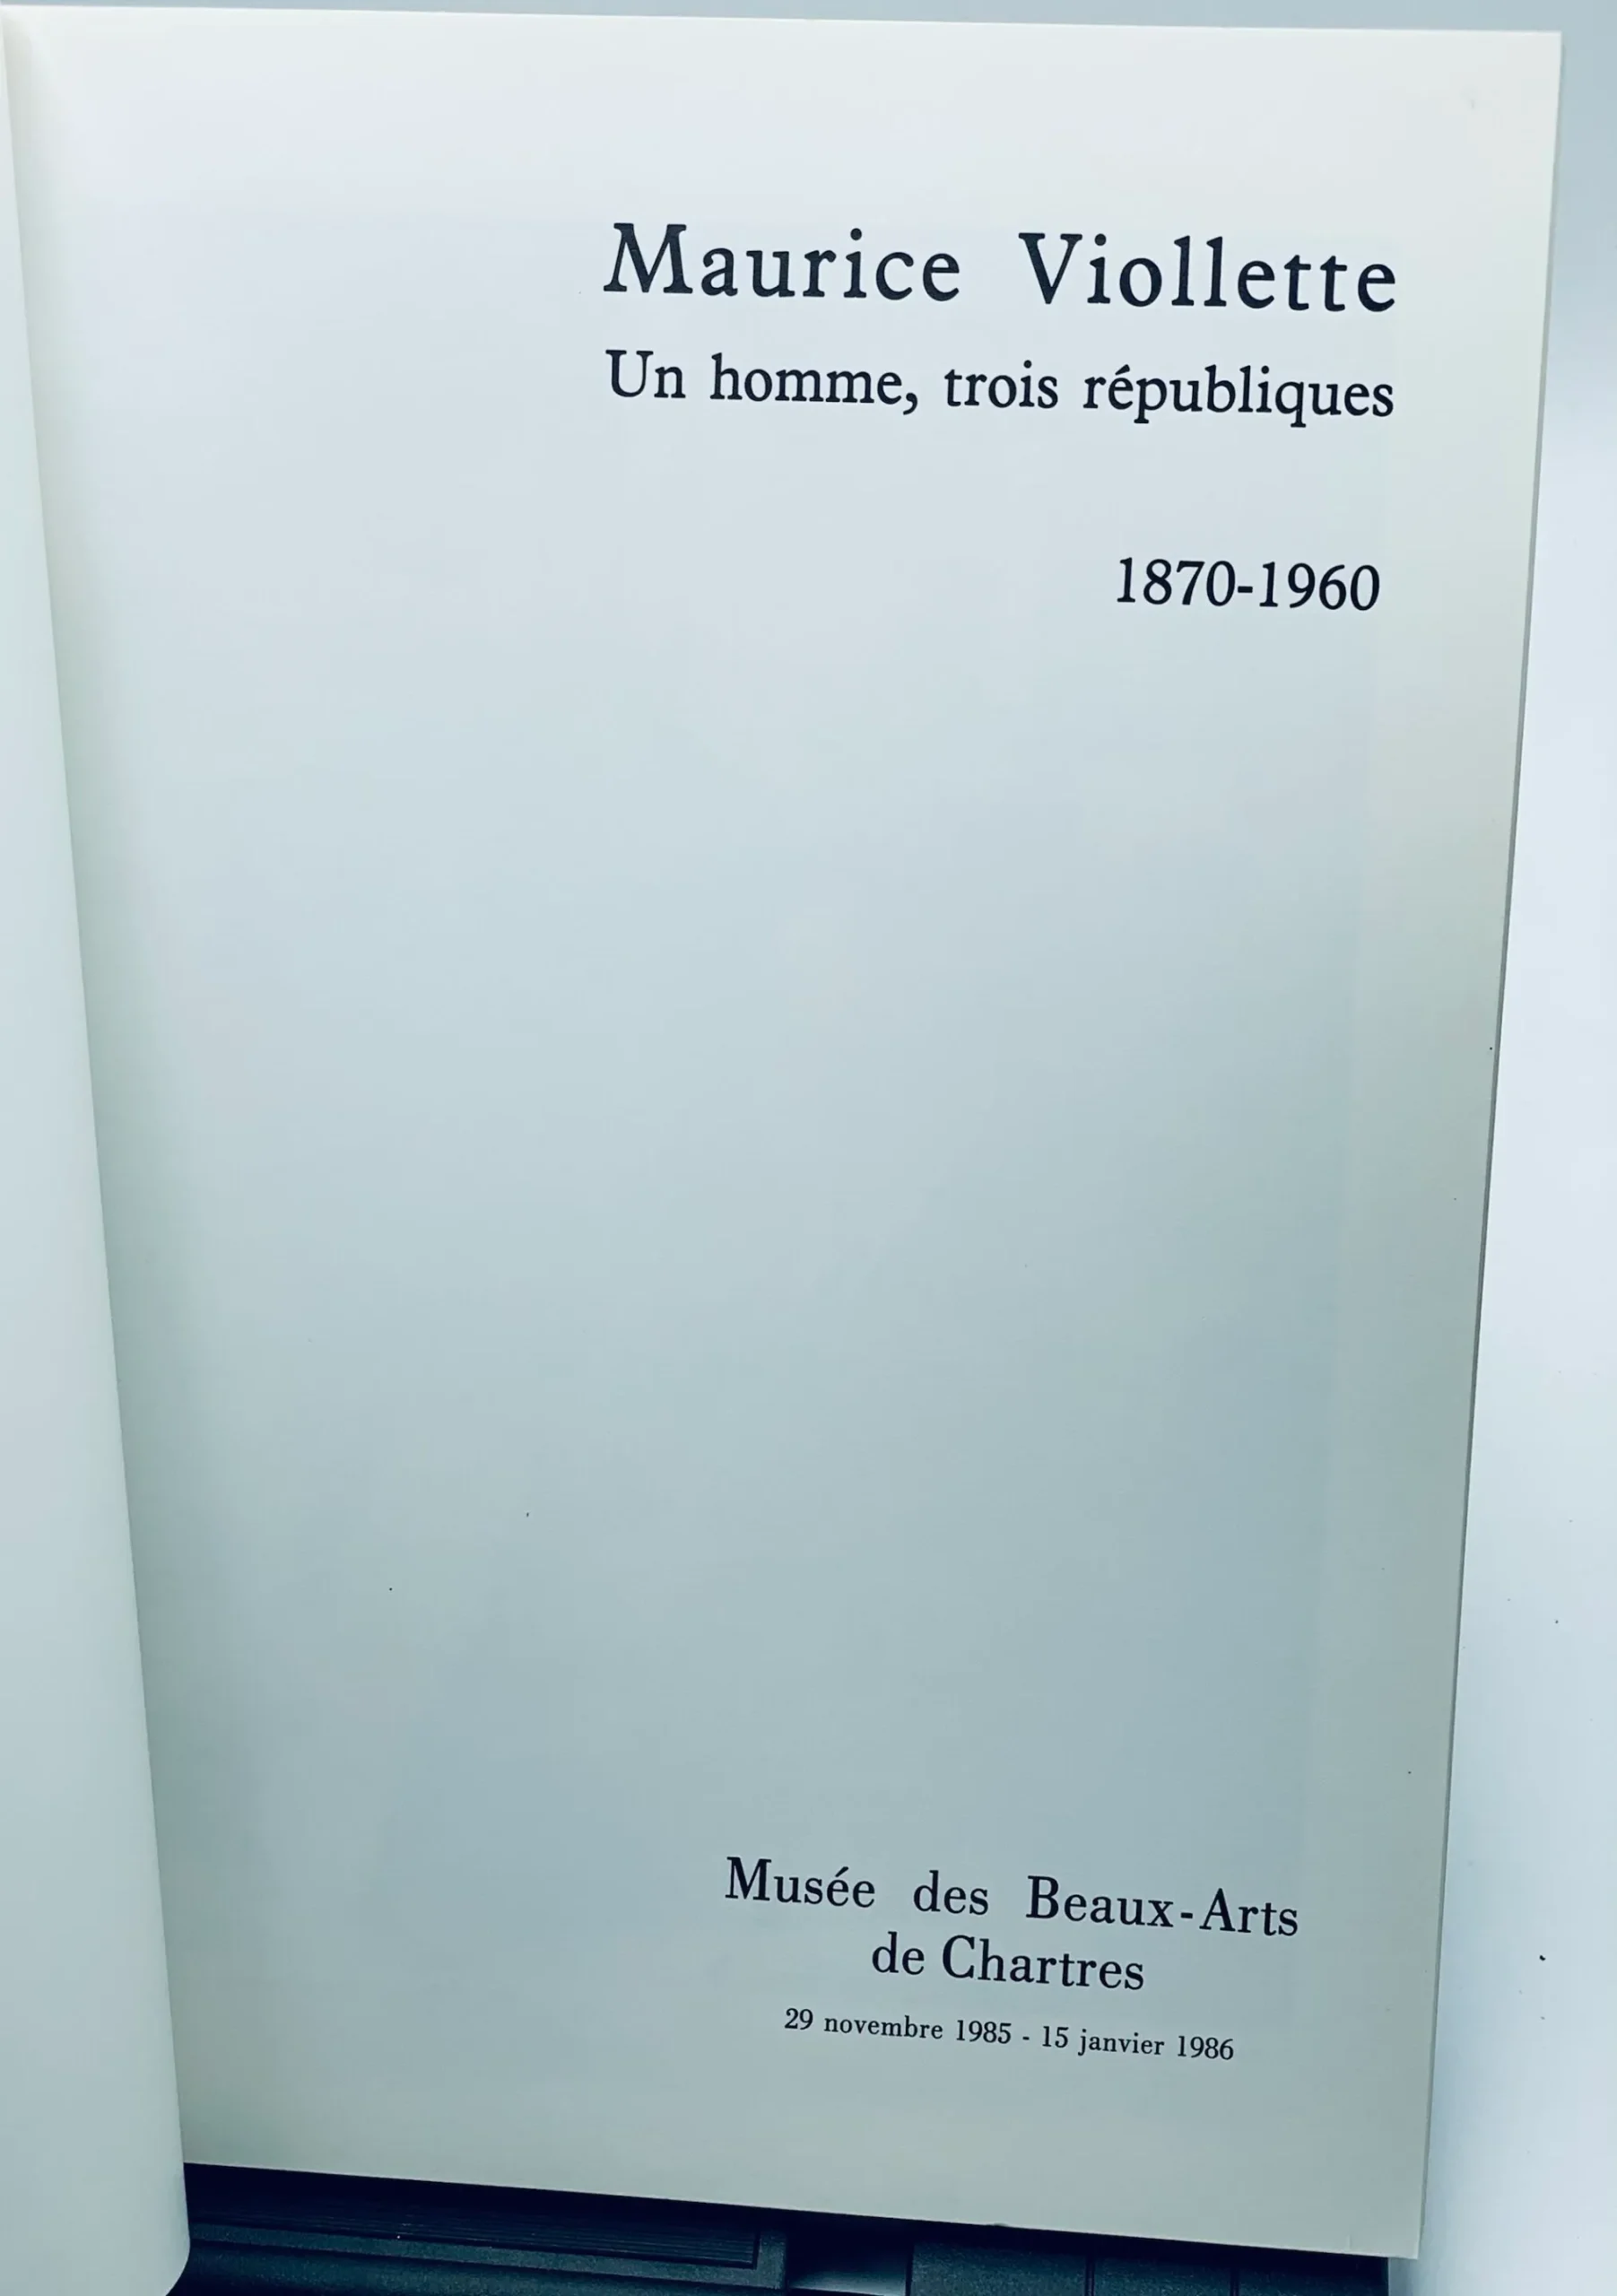 Maurice Viollette
Un homme, trois républiques
1870-1960
Musée des Beaux-Arts
de Chartres
29 novembre 1985 - 15 janvier 1986